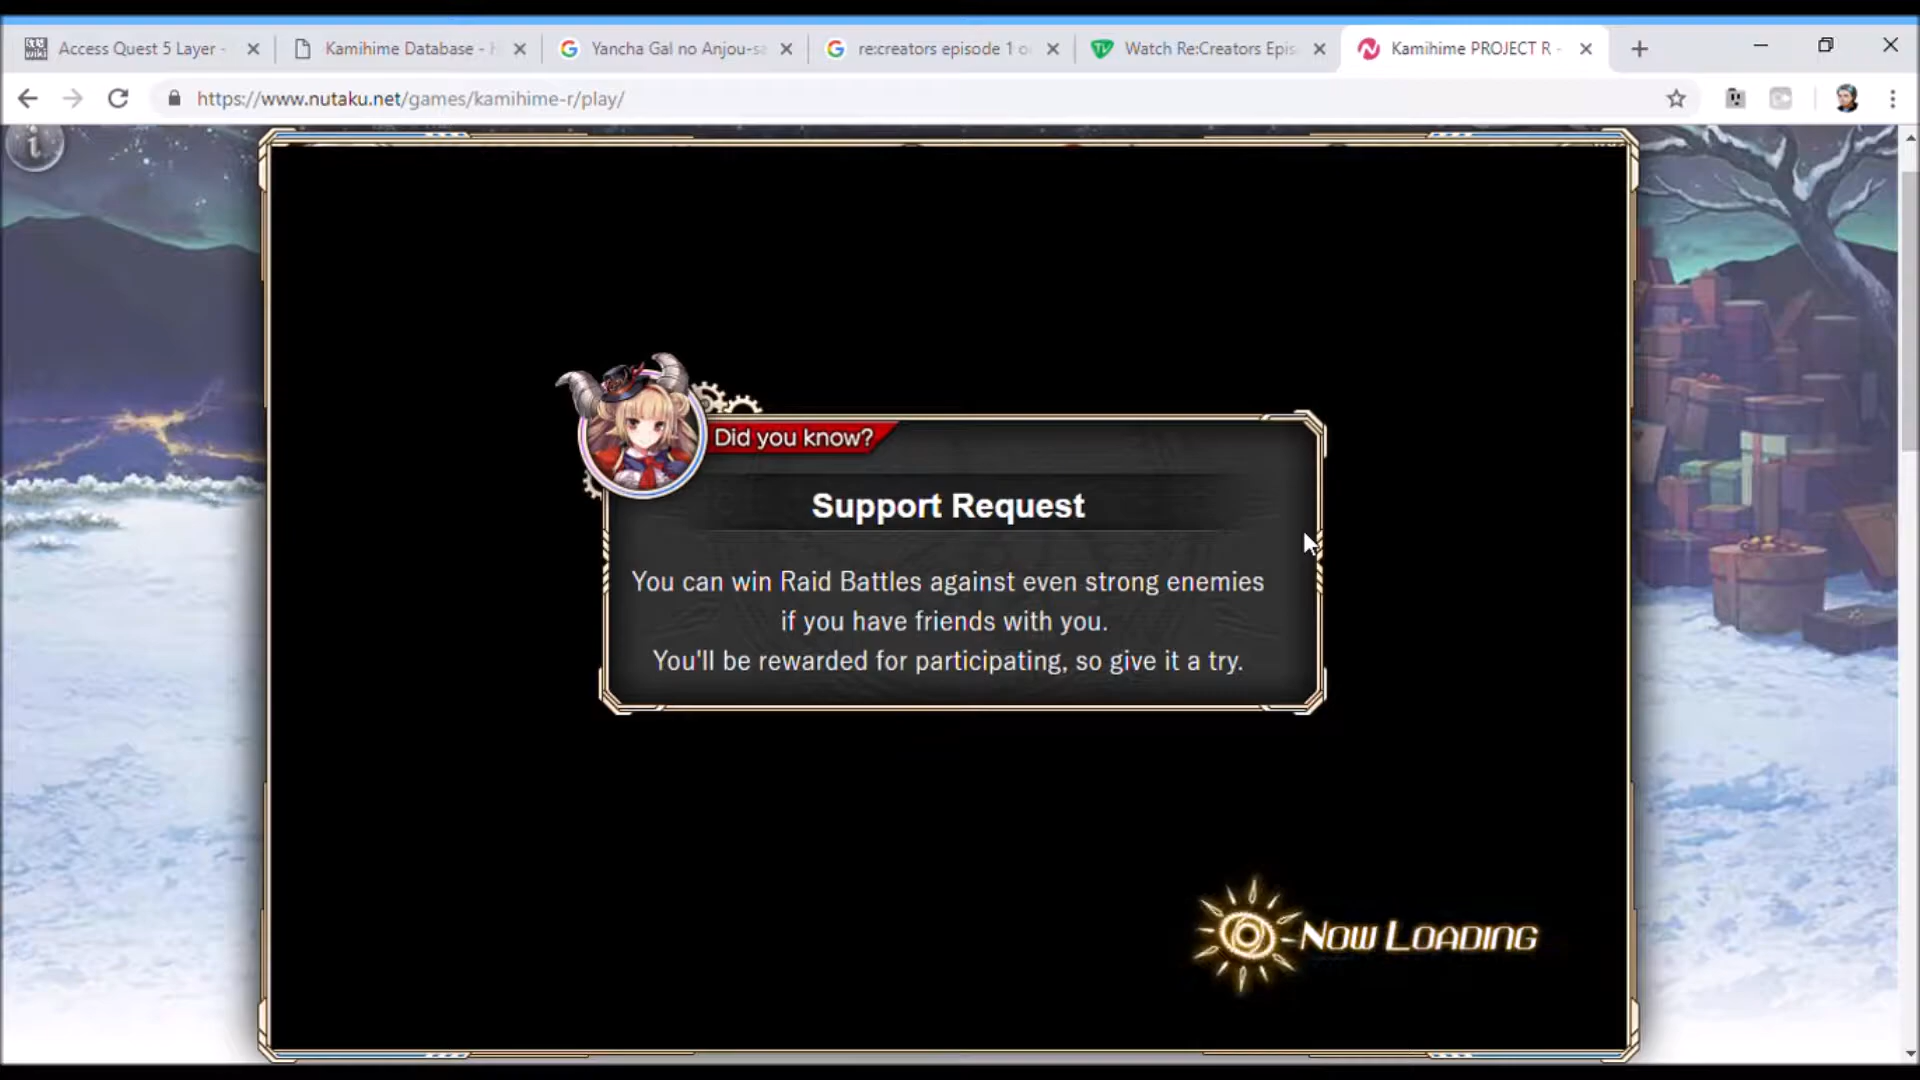 Access Quest 5 Layer -
Kamihime Database -
Yancha Gal no Anjou-sa
re:creators episode 1
Watch Re:Creators Epis
Kamihime PROJECT R -
https://www.nutaku.net/games/kamihime-r/play/
Did you know?
Support Request
You can win Raid Battles against even strong enemies
if you have friends with you.
You'll be rewarded for participating, so give it a try.
NOW LOADING